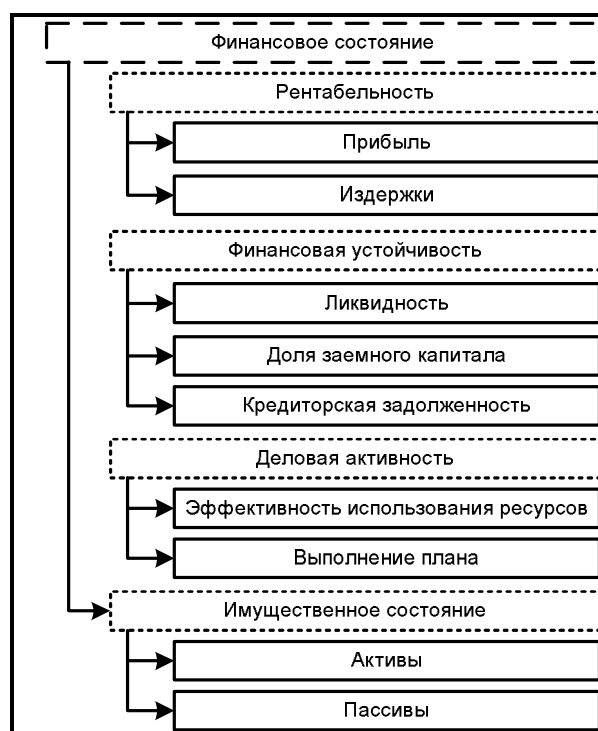 Финансовое состояние
Рентабельность
Прибыль
Издержки
Финансовая устойчивость
Ликвидность
Доля заемного капитала
Кредиторская задолженность
Деловая активность
Эффективность использования ресурсов
Выполнение плана
Имущественное состояние
Активы
Пассивы